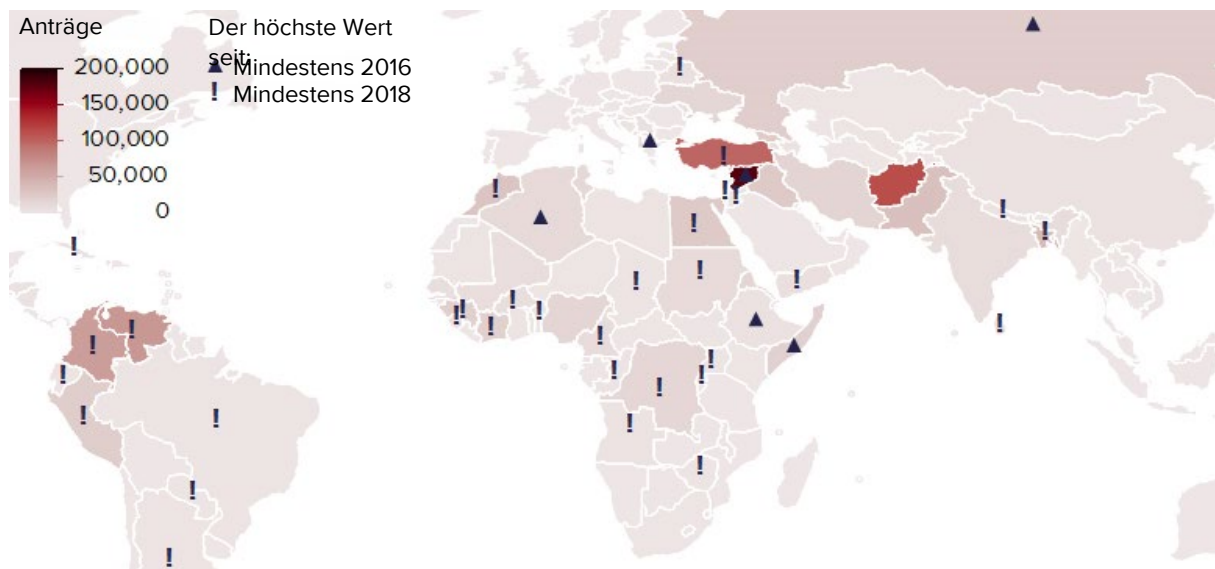 Anträge
Der höchste Wert
seit:
200,000
Mindestens 2016
150,000
Mindestens 2018
100,000
50,000
0